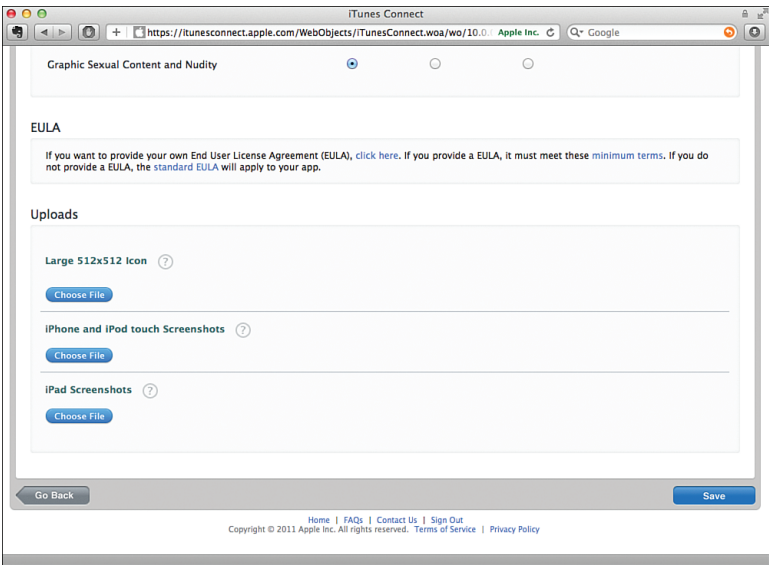 iTunes Connect
https://itunesconnect.apple.com/WebObjects/iTunesConnect.woa/wo/10.0. Apple Inc. Google
Graphic Sexual Content and Nudity
EULA
If you want to provide your own End User License Agreement (EULA), click here. If you provide a EULA, it must meet these minimum terms. If you do
not provide a EULA, the standard EULA will apply to your app.
Uploads
Large 512x512 Icon ?
Choose File
iPhone and iPod touch Screenshots ?
Choose File
iPad Screenshots ?
Choose File
Go Back Save
Home | FAQs | Contact Us | Sign Out
Copyright © 2011 Apple Inc. All rights reserved. Terms of Service | Privacy Policy